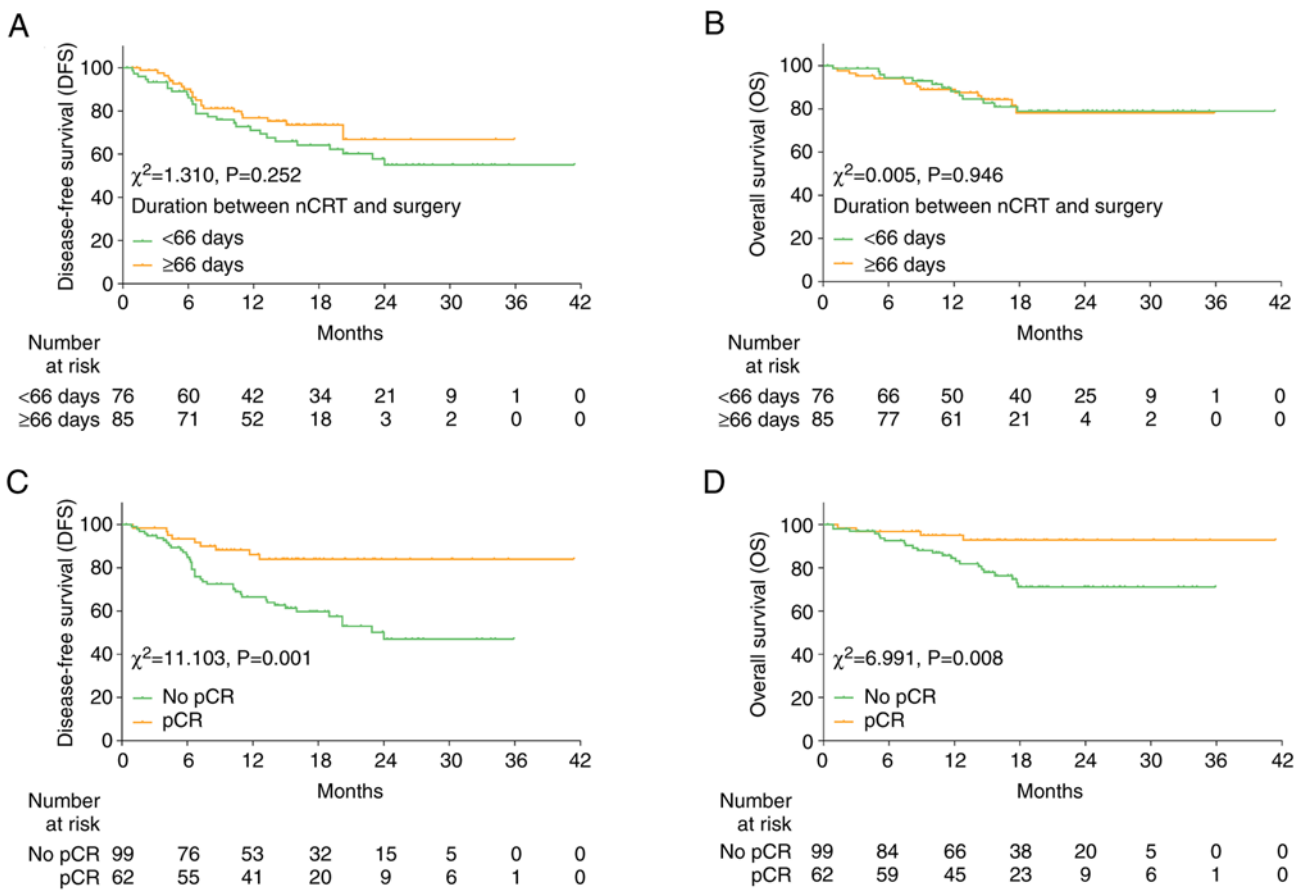 A
Disease-free survival (DFS)
100
80
60
40
20
0
χ²=1.310, P=0.252
Duration between nCRT and surgery
<66 days
≥66 days
0 6 12 18 24 30 36 42
Months
Number
at risk
<66 days 76 60 42 34 21 9 1 0
≥66 days 85 71 52 18 3 2 0 0
B
Overall survival (OS)
100
80
60
40
20
0
χ²=0.005, P=0.946
Duration between nCRT and surgery
<66 days
≥66 days
0 6 12 18 24 30 36 42
Months
Number
at risk
<66 days 76 66 50 40 25 9 1 0
≥66 days 85 77 61 21 4 2 0 0
C
Disease-free survival (DFS)
100
80
60
40
20
0
χ²=11.103, P=0.001
No pCR
pCR
0 6 12 18 24 30 36 42
Months
Number
at risk
No pCR 99 76 53 32 15 5 0 0
pCR 62 55 41 20 9 6 1 0
D
Overall survival (OS)
100
80
60
40
20
0
χ²=6.991, P=0.008
No pCR
pCR
0 6 12 18 24 30 36 42
Months
Number
at risk
No pCR 99 84 66 38 20 5 0 0
pCR 62 59 45 23 9 6 1 0